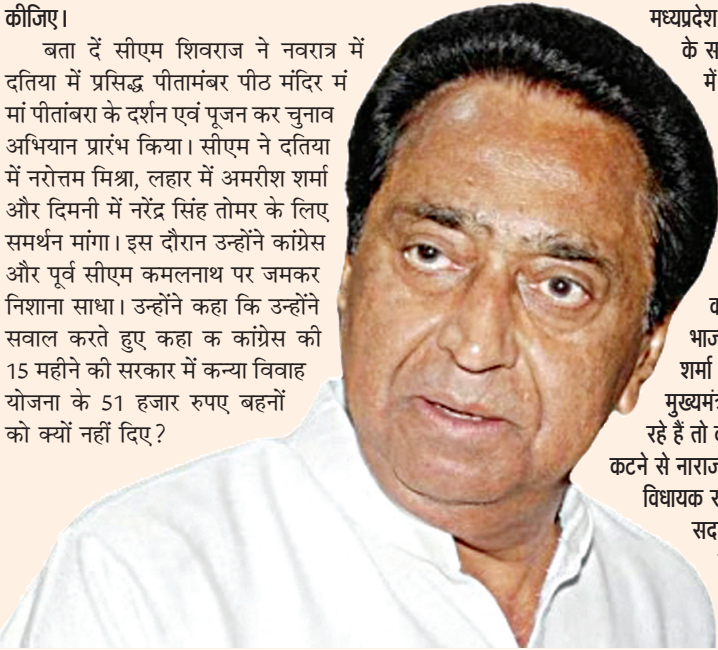 कीजिए।
बता दें सीएम शिवराज ने नवरात्र में
दतिया में प्रसिद्ध पीतामंबर पीठ मंदिर मं
मां पीतांबरा के दर्शन एवं पूजन कर चुनाव
अभियान प्रारंभ किया। सीएम ने दतिया
में नरोत्तम मिश्रा, लहार में अमरीश शर्मा
और दिमनी में नरेंद्र सिंह तोमर के लिए
समर्थन मांगा। इस दौरान उन्होंने कांग्रेस
और पूर्व सीएम कमलनाथ पर जमकर
निशाना साधा। उन्होंने कहा कि उन्होंने
सवाल करते हुए कहा क कांग्रेस की
15 महीने की सरकार में कन्या विवाह
योजना के 51 हजार रुपए बहनों
को क्यों नहीं दिए?
मध्यप्रदेश
के
में
शर्मा
रहे हैं तो
कटने से
विधायक